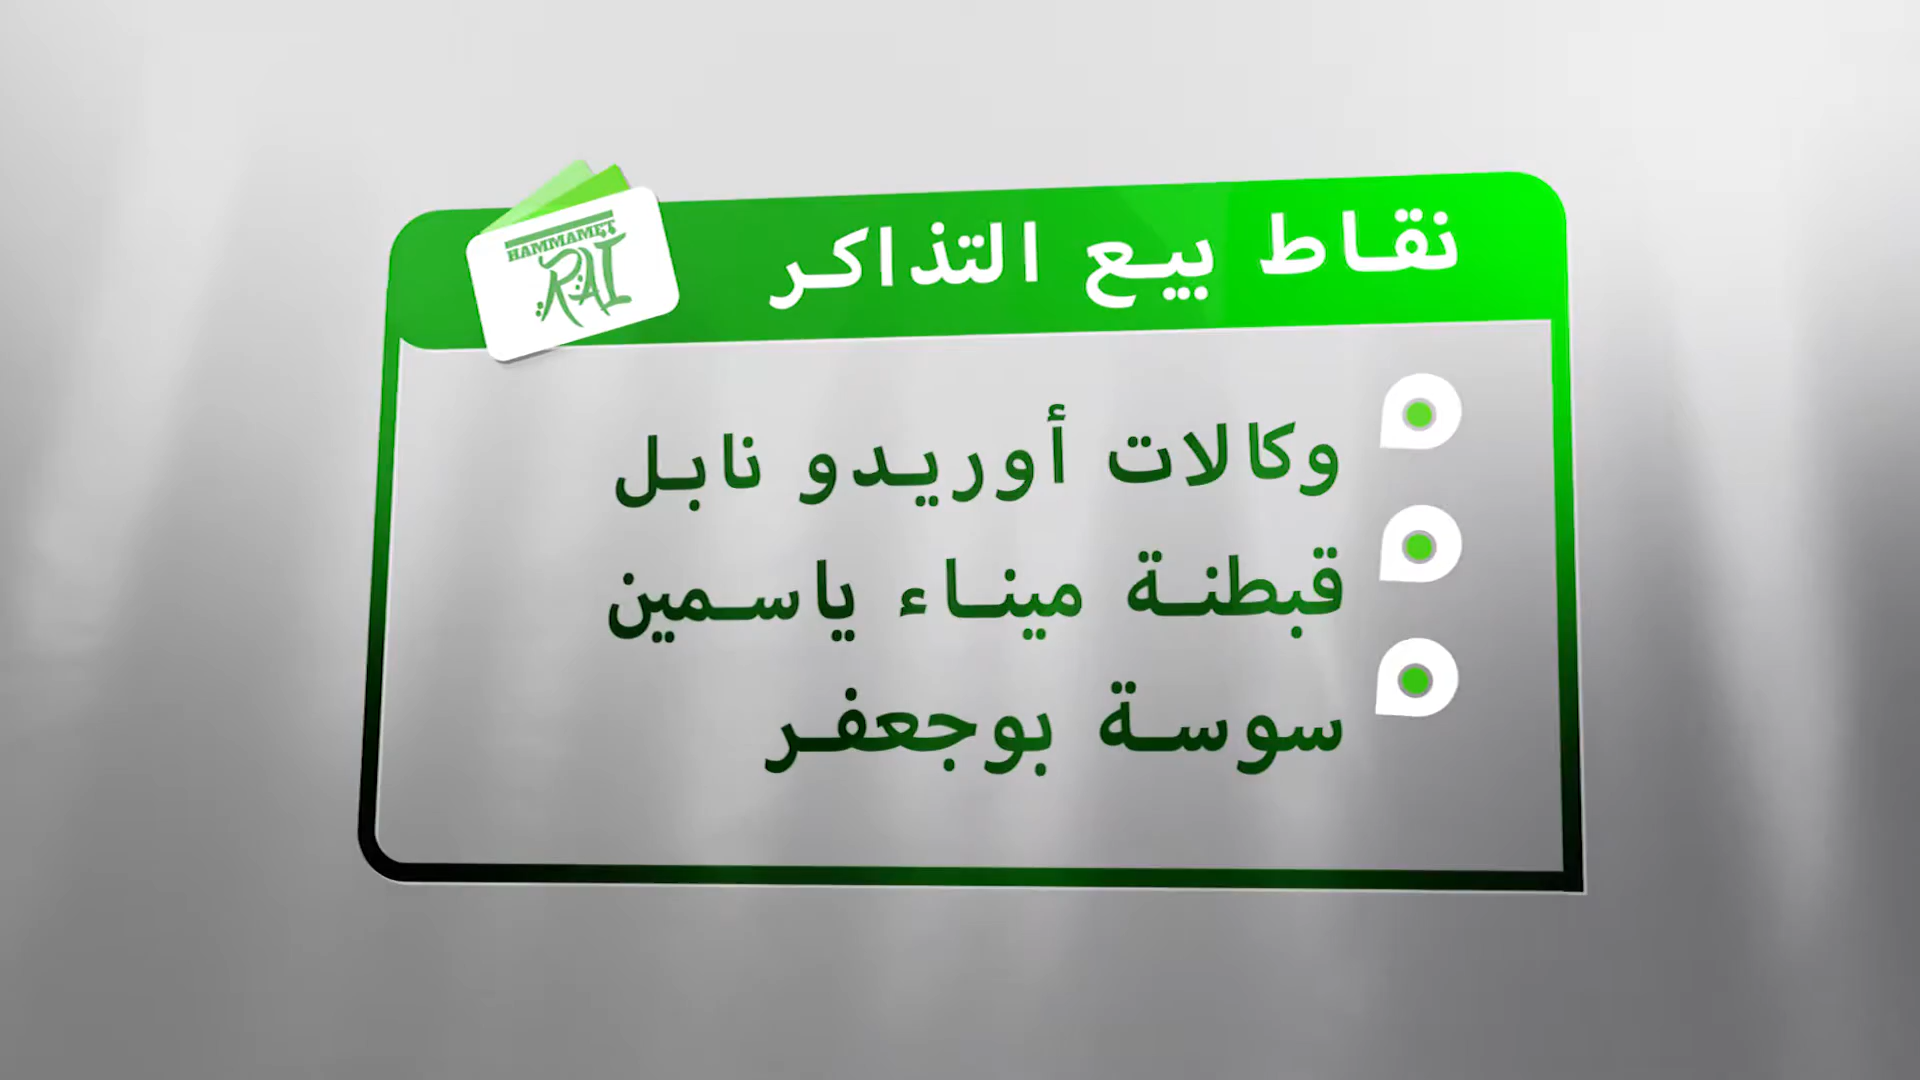 HAMMAMET
RAI
نقاط بيع التذاكر
وكالات أوريدو نابل
قبطنة ميناء ياسمين
سوسة بوجعفر